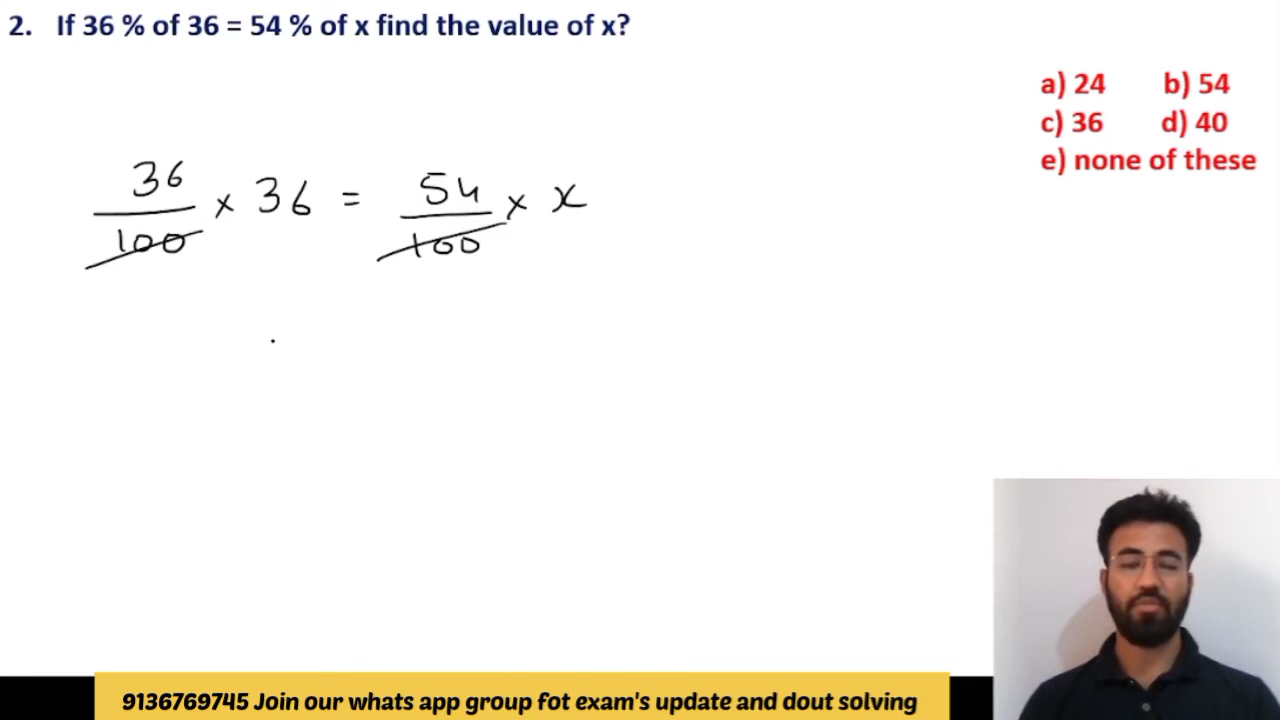 2. If 36 % of 36 = 54 % of x find the value of x?
a) 24 b) 54
c) 36 d) 40
e) none of these
36/100 x 36 = 54/100 x x
9136769745 Join our whats app group fot exam's update and dout solving